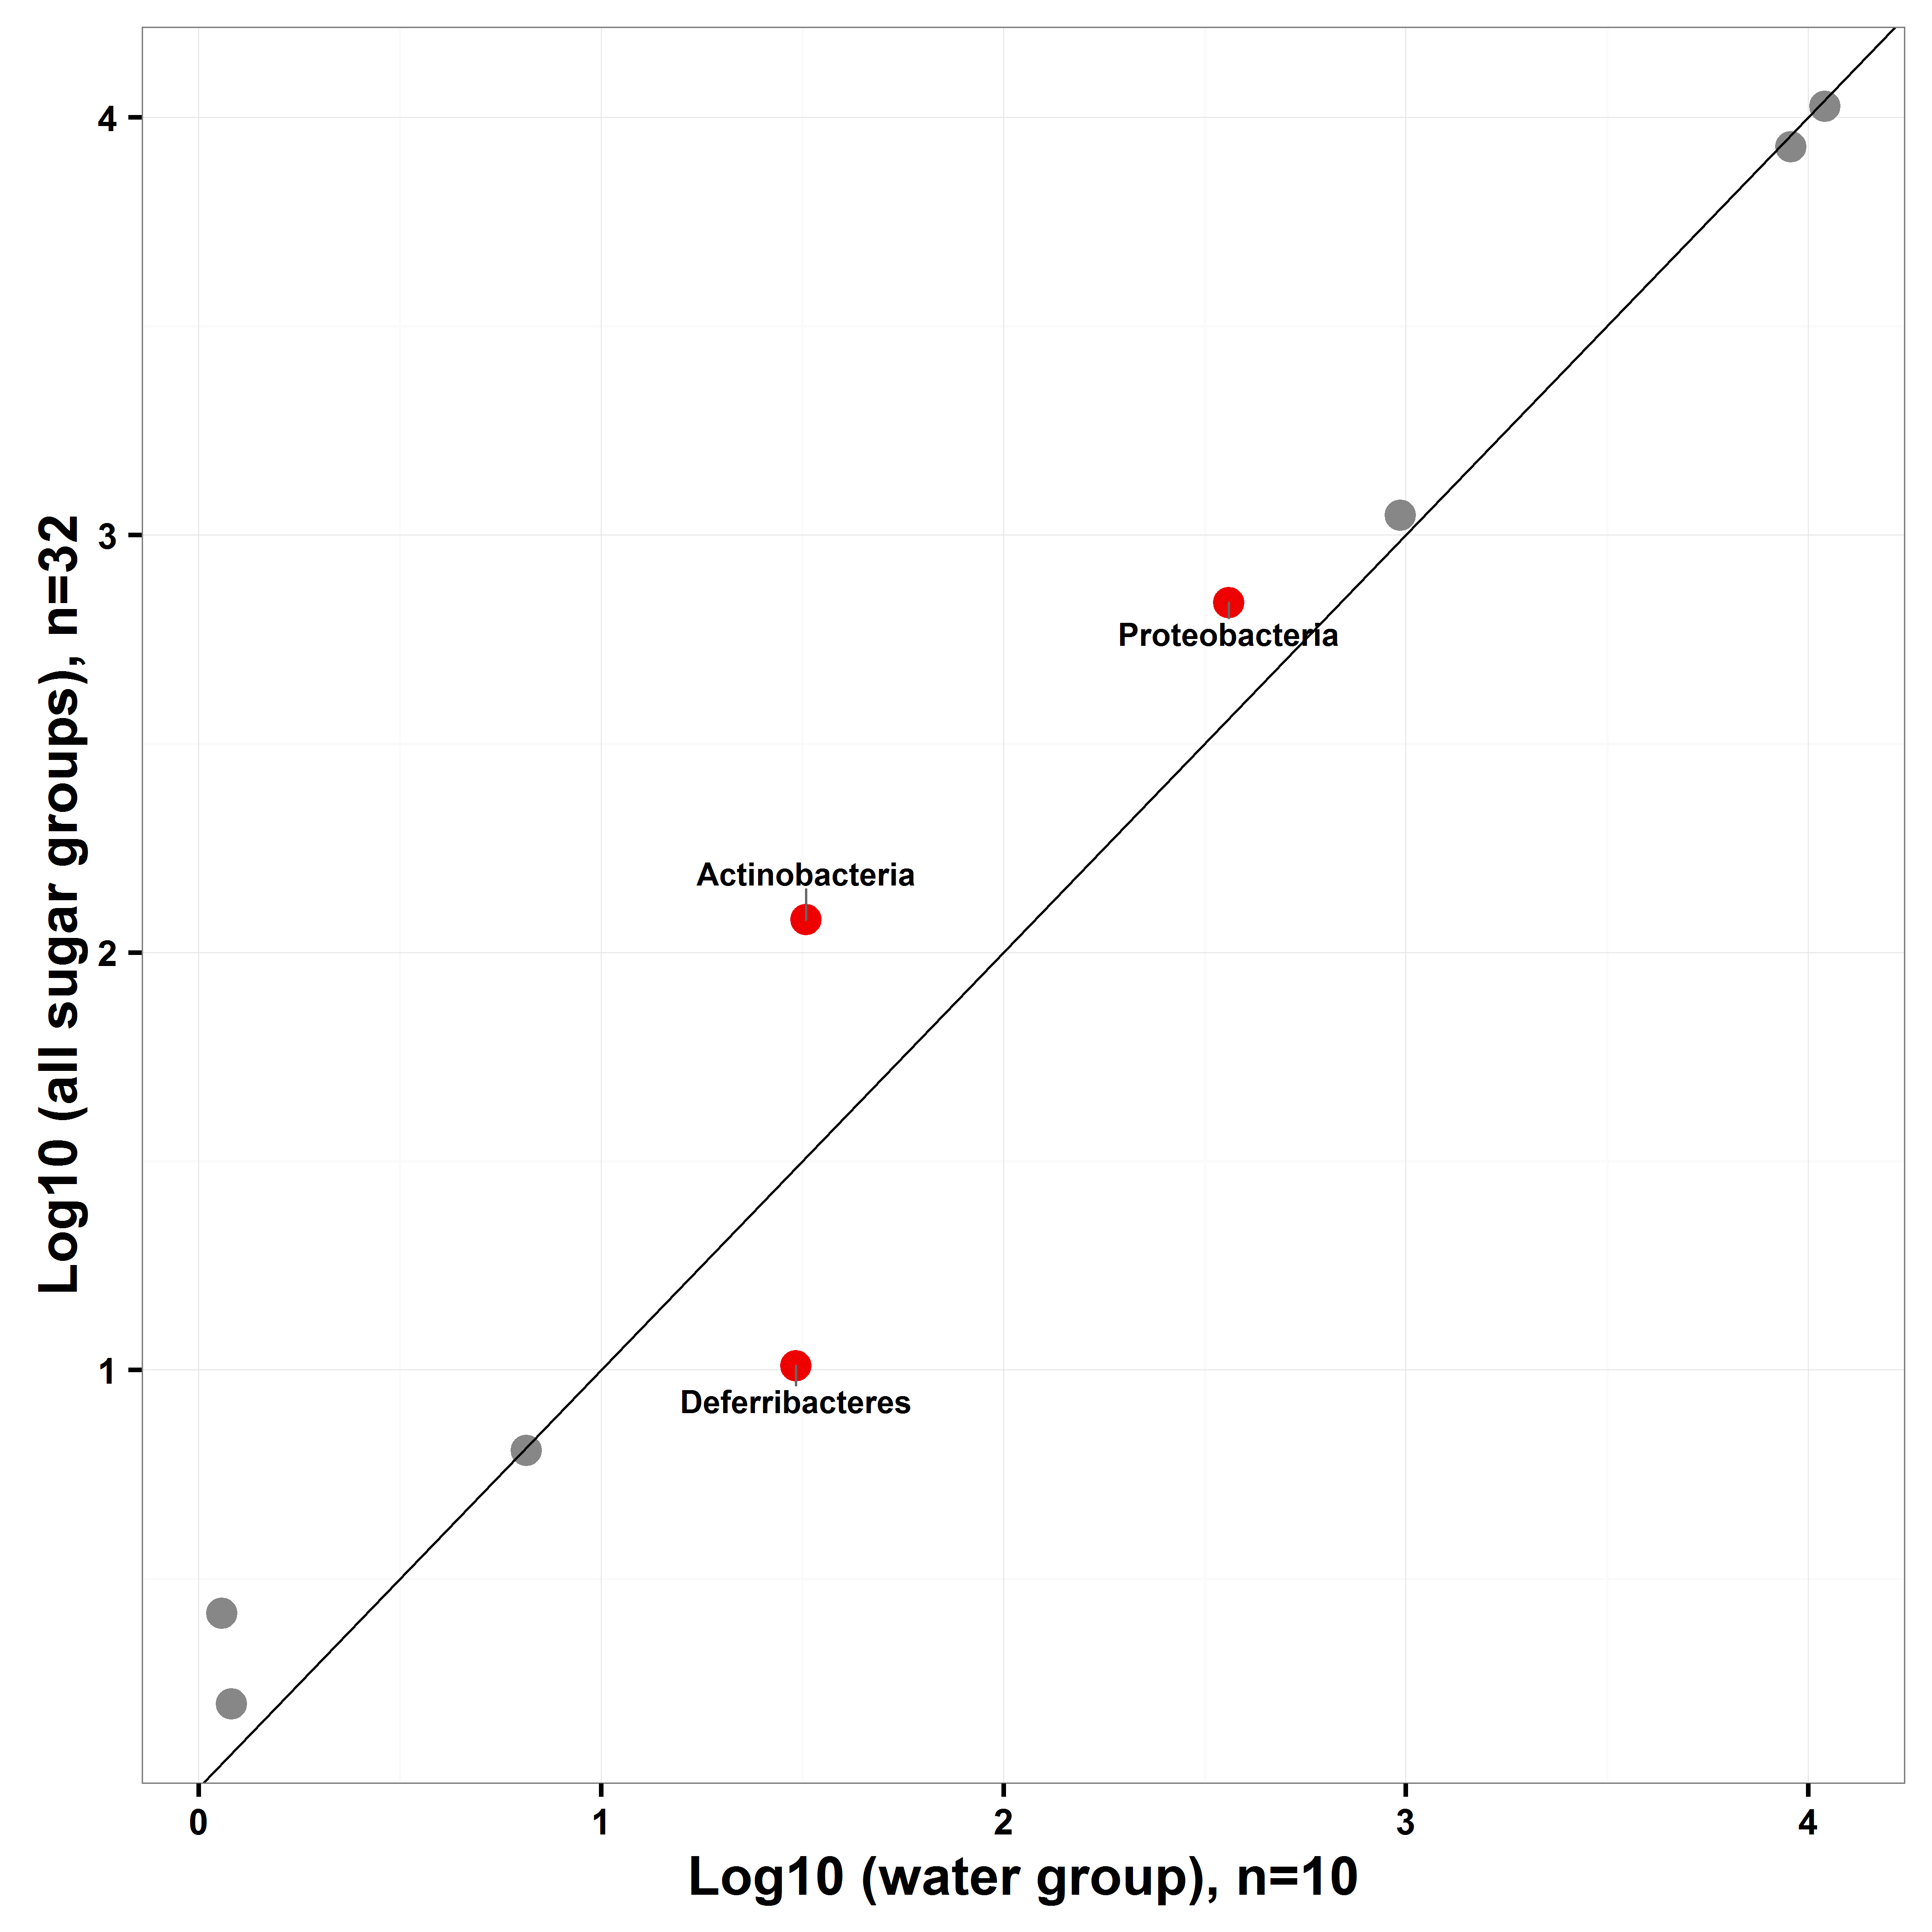 Log10 (all sugar groups), n=32
4
3
2
1
Proteobacteria
Actinobacteria
Deferribacteres
0 1 2 3 4
Log10 (water group), n=10